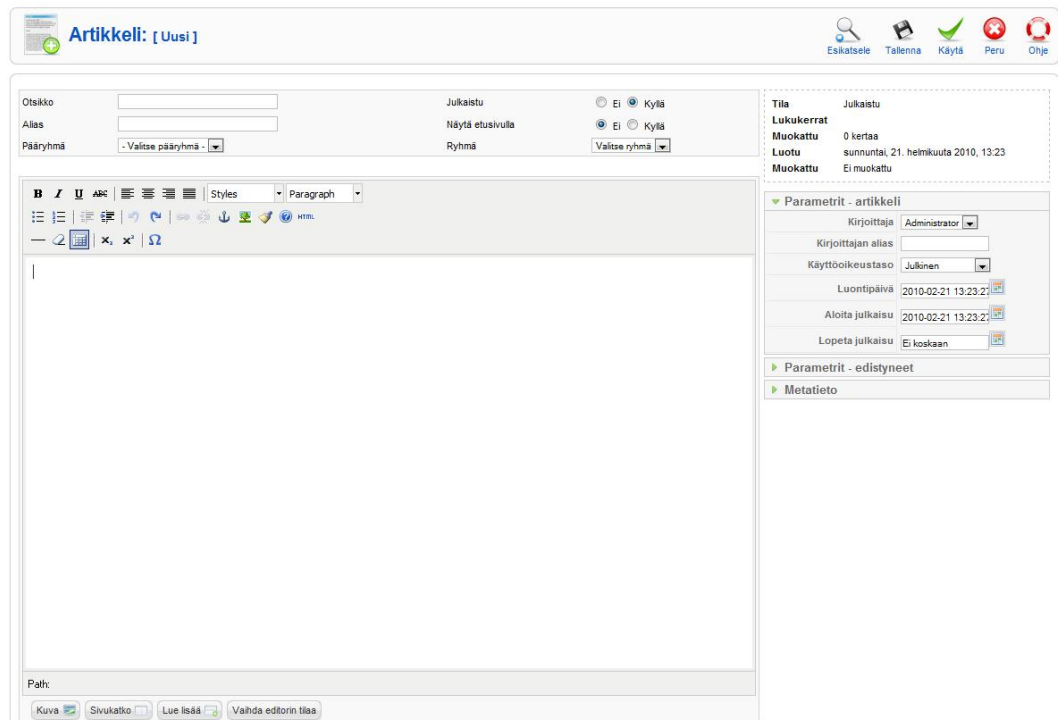 Artikkeli: [ Uusi ]
Esikatsele Tallenna Käytä Peru Ohje
Otsikko Julkaistu Ei Kyllä
Alias Näytä etusivulla Ei Kyllä
Pääryhmä - Valitse pääryhmä - Ryhmä Valitse ryhmä
Tila Julkaistu
Lukukerrat
Muokattu 0 kertaa
Luotu sunnuntai, 21. helmikuuta 2010, 13:23
Muokattu Ei muokattu
B I U ABC Styles Paragraph
HTML
x₂ x² Ω
Path:
Kuva Sivukatko Lue lisää Vaihda editorin tilaa
Parametrit - artikkeli
Kirjoittaja Administrator
Kirjoittajan alias
Käyttöoikeustaso Julkinen
Luontipäivä 2010-02-21 13:23:27
Aloita julkaisu 2010-02-21 13:23:27
Lopeta julkaisu Ei koskaan
Parametrit - edistyneet
Metatieto